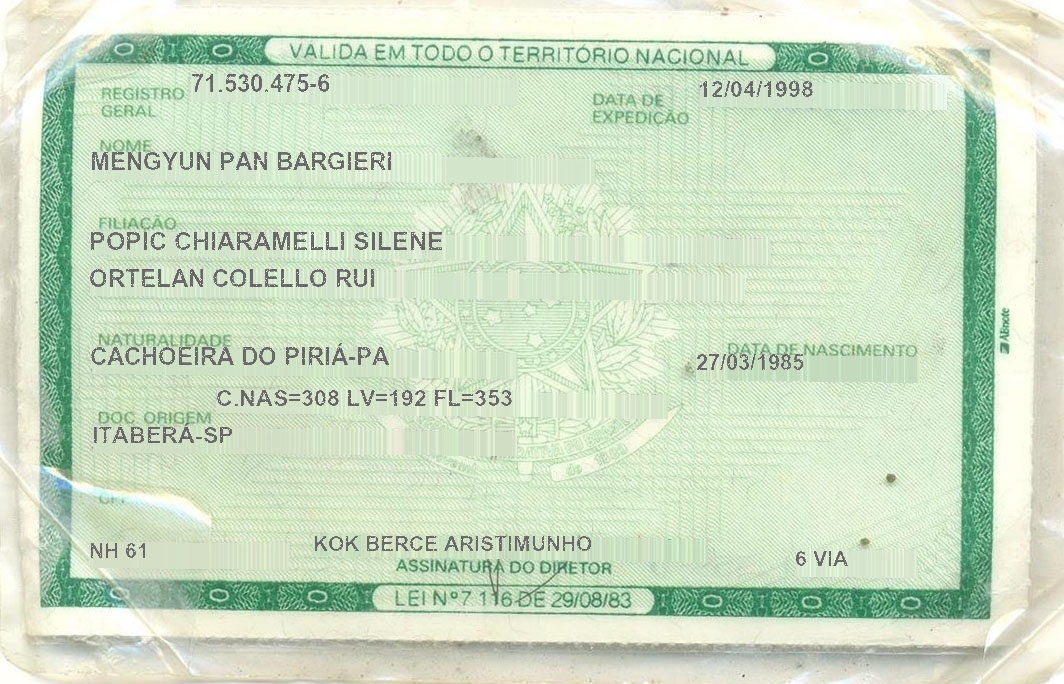 VÁLIDA EM TODO O TERRITÓRIO NACIONAL
REGISTRO GERAL 71.530.475-6 DATA DE EXPEDIÇÃO 12/04/1998
NOME
MENGYUN PAN BARGIERI
FILIAÇÃO
POPIC CHIARAMELLI SILENE
ORTELAN COLELLO RUI
NATURALIDADE DATA DE NASCIMENTO
CACHOEIRA DO PIRIÁ-PA 27/03/1985
C.NAS=308 LV=192 FL=353
DOC. ORIGEM
ITABERÁ-SP
CPF
NH 61 KOK BERCE ARISTIMUNHO 6 VIA
ASSINATURA DO DIRETOR
LEI Nº 7.116 DE 29/08/83